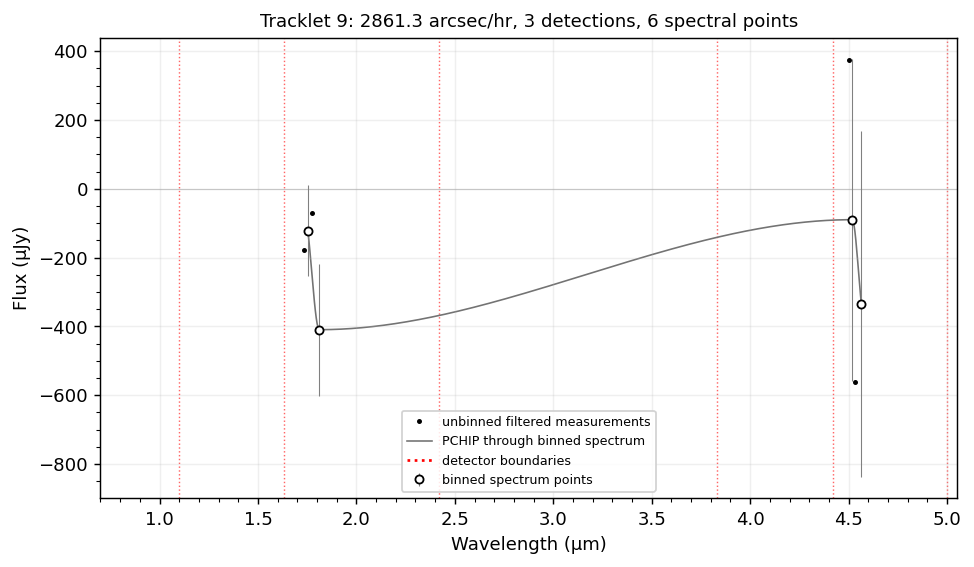 Tracklet 9: 2861.3 arcsec/hr, 3 detections, 6 spectral points
400
200
0
−200
−400
−600
−800
Flux (μJy)
unbinned filtered measurements
PCHIP through binned spectrum
detector boundaries
binned spectrum points
1.0 1.5 2.0 2.5 3.0 3.5 4.0 4.5 5.0
Wavelength (μm)